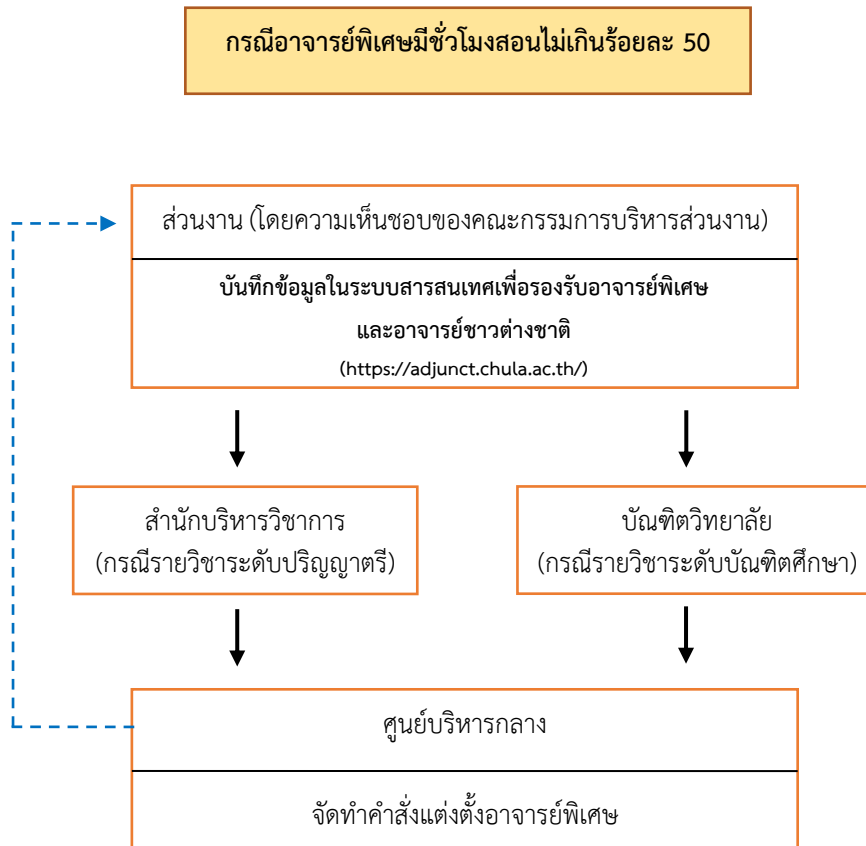 กรณีอาจารย์พิเศษมีชั่วโมงสอนไม่เกินร้อยละ 50
ส่วนงาน (โดยความเห็นชอบของคณะกรรมการบริหารส่วนงาน)
บันทึกข้อมูลในระบบสารสนเทศเพื่อรองรับอาจารย์พิเศษ
และอาจารย์ชาวต่างชาติ
(https://adjunct.chula.ac.th/)
สำนักบริหารวิชาการ
(กรณีรายวิชาระดับปริญญาตรี)
บัณฑิตวิทยาลัย
(กรณีรายวิชาระดับบัณฑิตศึกษา)
ศูนย์บริหารกลาง
จัดทำคำสั่งแต่งตั้งอาจารย์พิเศษ